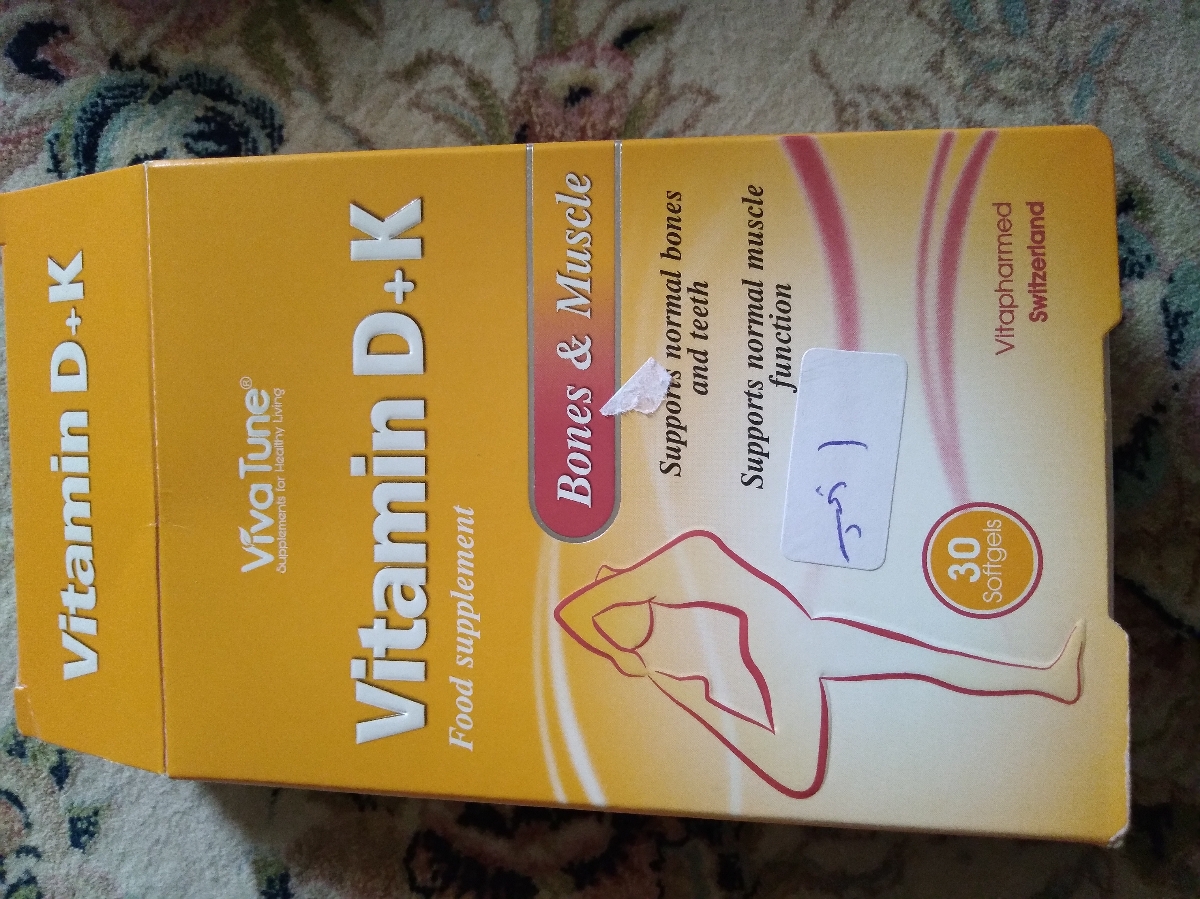 Vitamin D+K
VivaTune®
Supplements for Healthy Living
Vitamin D+K
Food supplement
Bones & Muscle
Supports normal bones
and teeth
Supports normal muscle
function
30
Softgels
Vitapharmed
Switzerland